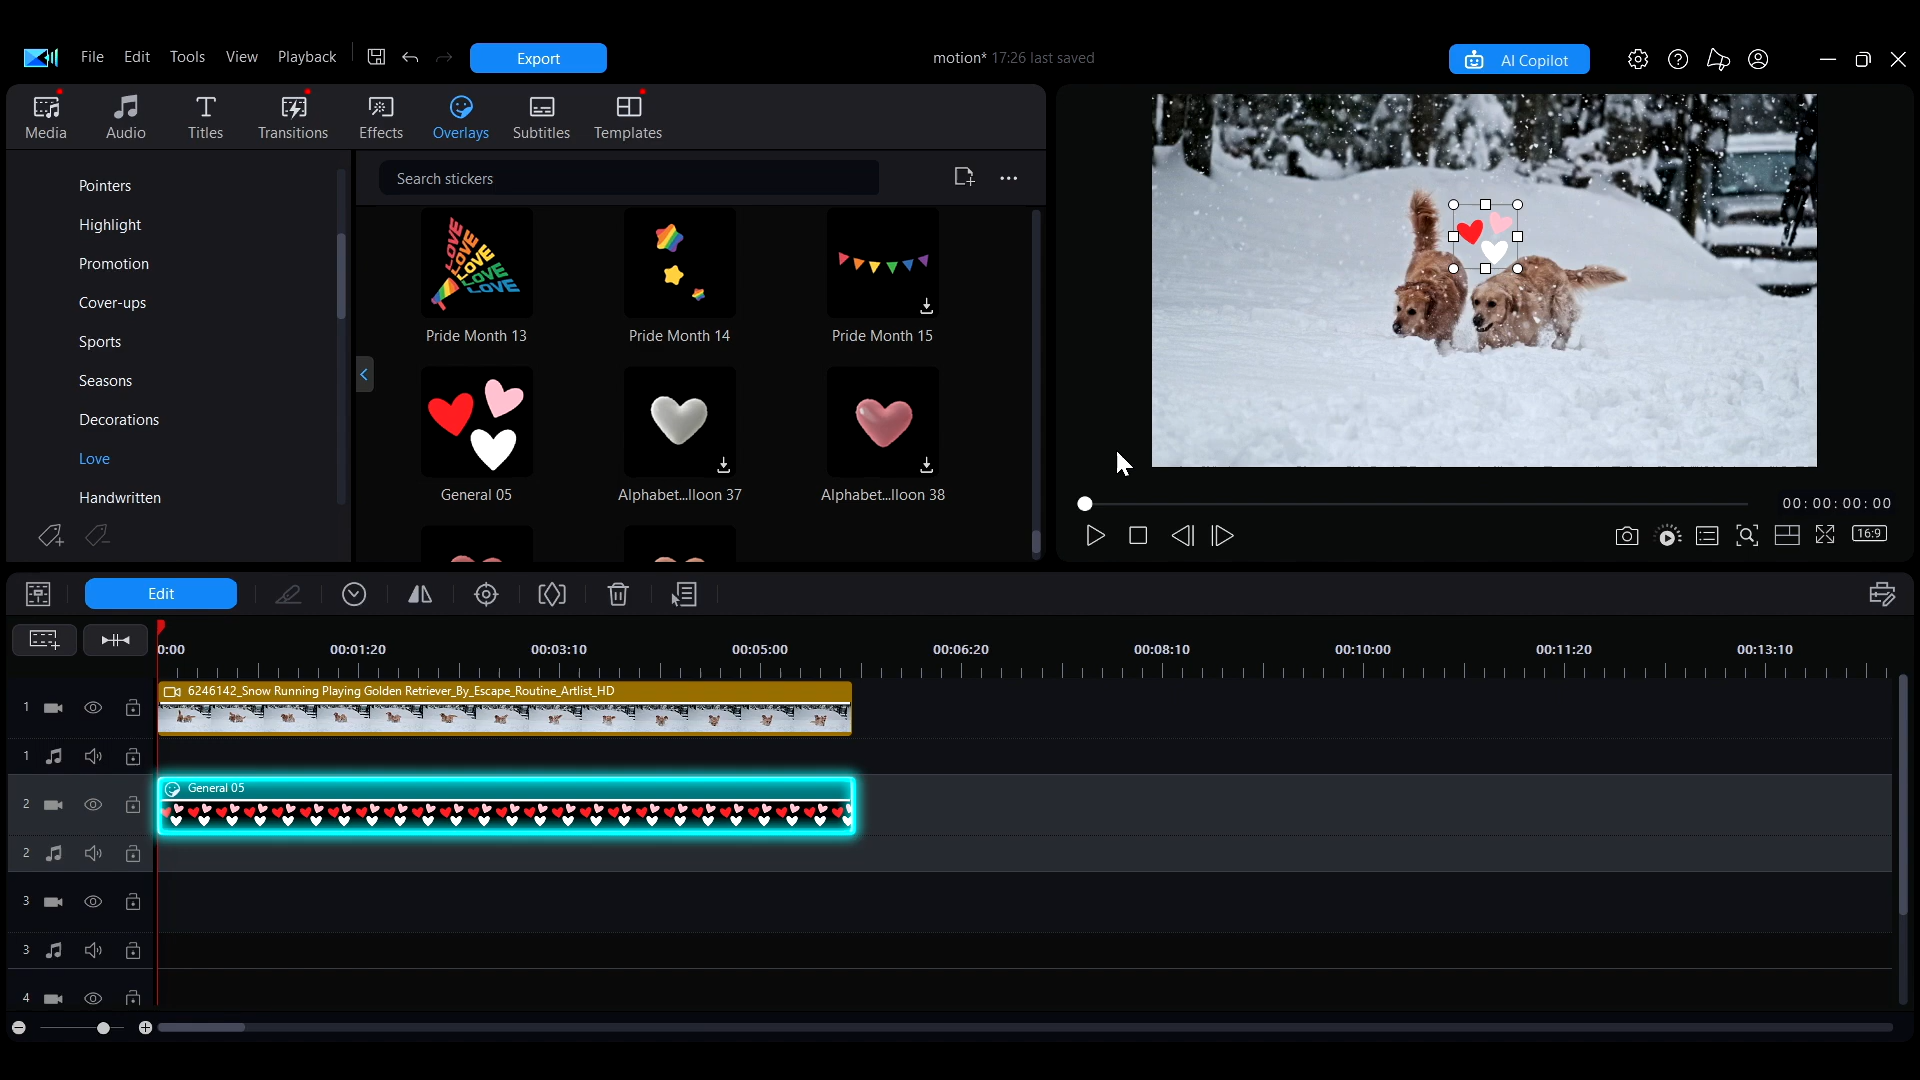 File Edit Tools View Playback Export motion* 17:26 last saved AI Copilot
Media Audio Titles Transitions Effects Overlays Subtitles Templates
Search stickers
Pointers
Highlight
Promotion
Cover-ups
Sports
Seasons
Decorations
Love
Handwritten
LOVE
LOVE
LOVE
LOVE
Pride Month 13 Pride Month 14 Pride Month 15
General 05 Alphabet...lloon 37 Alphabet...lloon 38
00:00:00:00
16:9
Edit
0:00 00:01:20 00:03:10 00:05:00 00:06:20 00:08:10 00:10:00 00:11:20 00:13:10
1 6246142_Snow Running Playing Golden Retriever_By_Escape_Routine_Artlist_HD
1
General 05
2
2
3
3
4